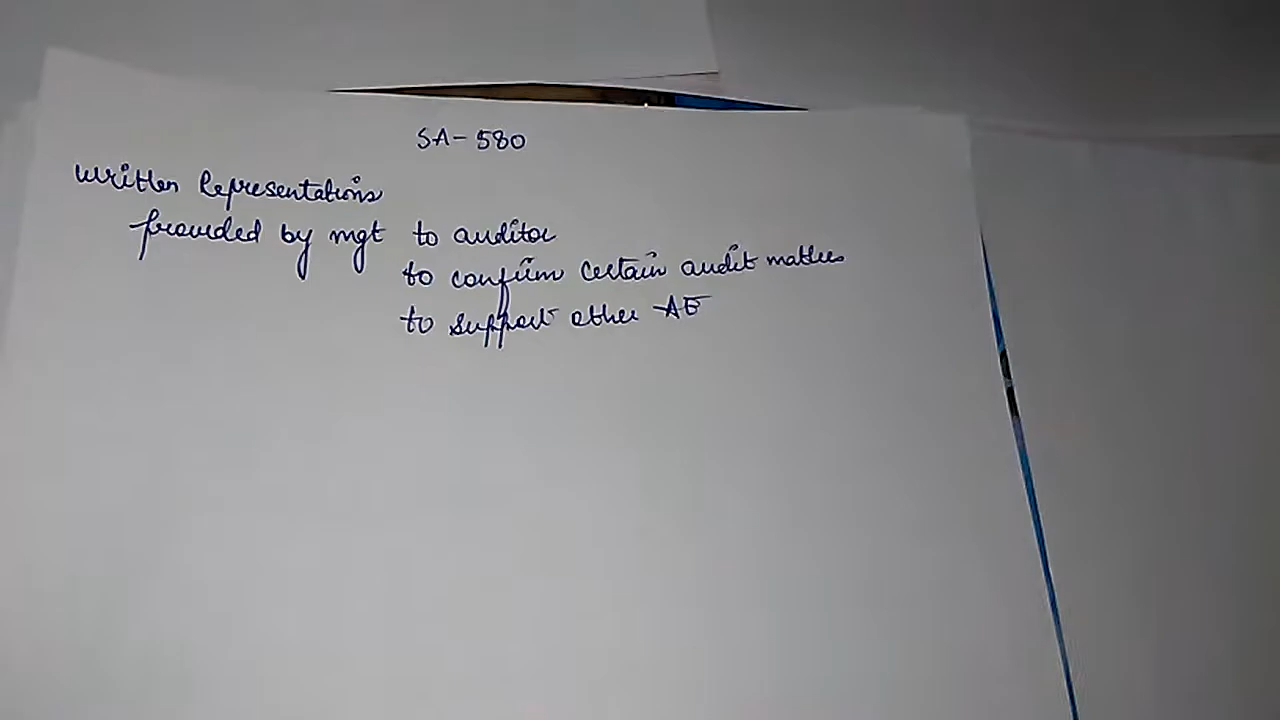 SA-580
Written Representations
provided by mgt to auditor
to confirm certain audit matters
to support other AE